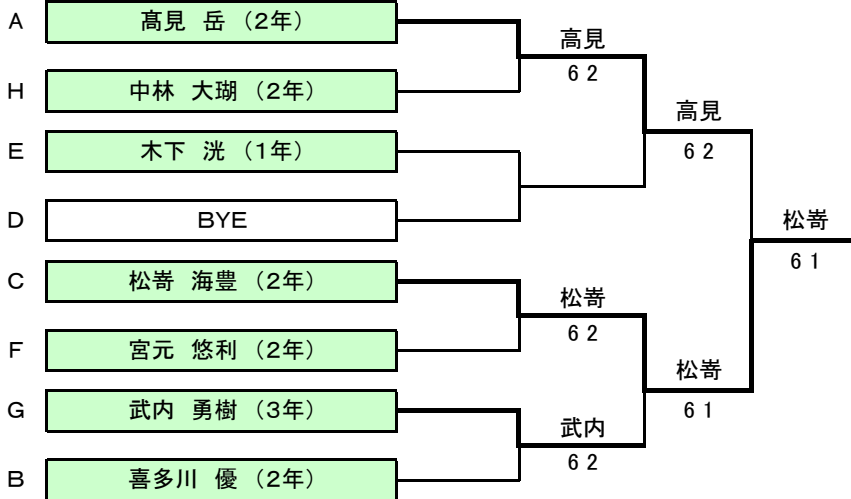 A 髙見 岳 （2年）
高見
6 2
H 中林 大瑚 （2年）
高見
6 2
E 木下 洸 （1年）
D BYE
松嵜
6 1
C 松嵜 海豊 （2年）
松嵜
6 2
F 宮元 悠利 （2年）
松嵜
6 1
G 武内 勇樹 （3年）
武内
6 2
B 喜多川 優 （2年）